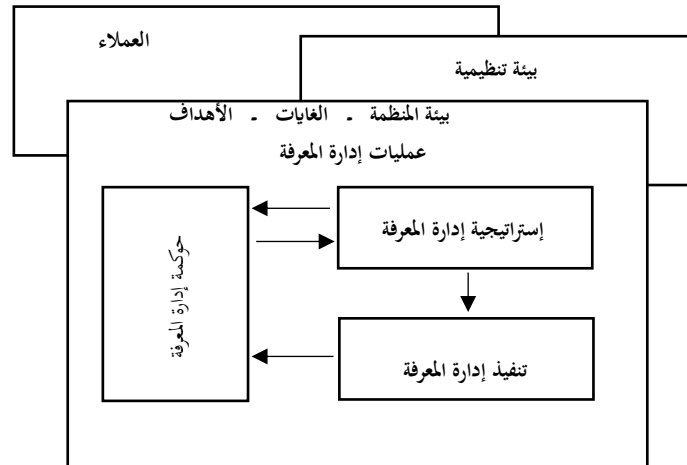 العملاء
بيئة تنظيمية
بيئة المنظمة - الغايات - الأهداف
عمليات إدارة المعرفة
إستراتيجية إدارة المعرفة
حوكمة إدارة المعرفة
تنفيذ إدارة المعرفة